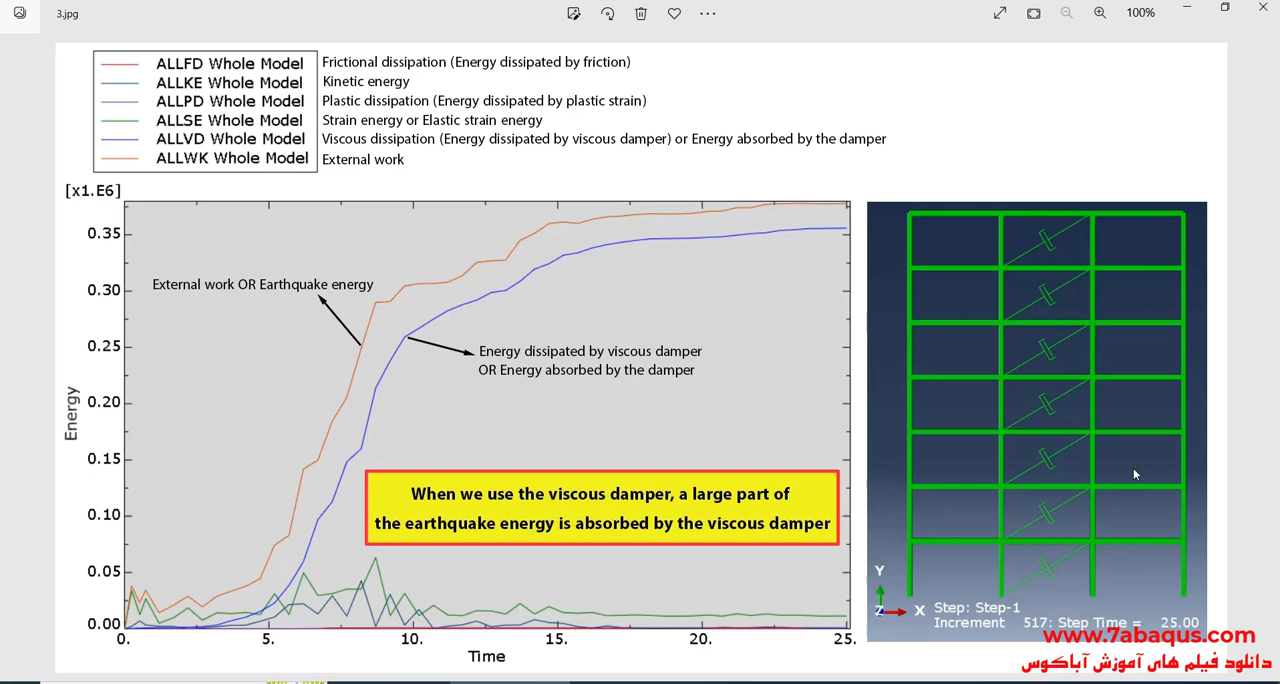 3.jpg
100%
ALLFD Whole Model Frictional dissipation (Energy dissipated by friction)
ALLKE Whole Model Kinetic energy
ALLPD Whole Model Plastic dissipation (Energy dissipated by plastic strain)
ALLSE Whole Model Strain energy or Elastic strain energy
ALLVD Whole Model Viscous dissipation (Energy dissipated by viscous damper) or Energy absorbed by the damper
ALLWK Whole Model External work
[x1.E6]
0.35
0.30
0.25
0.20
0.15
0.10
0.05
0.00
Energy
0. 5. 10. 15. 20. 25.
Time
External work OR Earthquake energy
Energy dissipated by viscous damper
OR Energy absorbed by the damper
When we use the viscous damper, a large part of
the earthquake energy is absorbed by the viscous damper
Y
Z X
Step: Step-1
Increment 517: Step Time = 25.00
www.7abaqus.com
دانلود فیلم های آموزش آباکوس